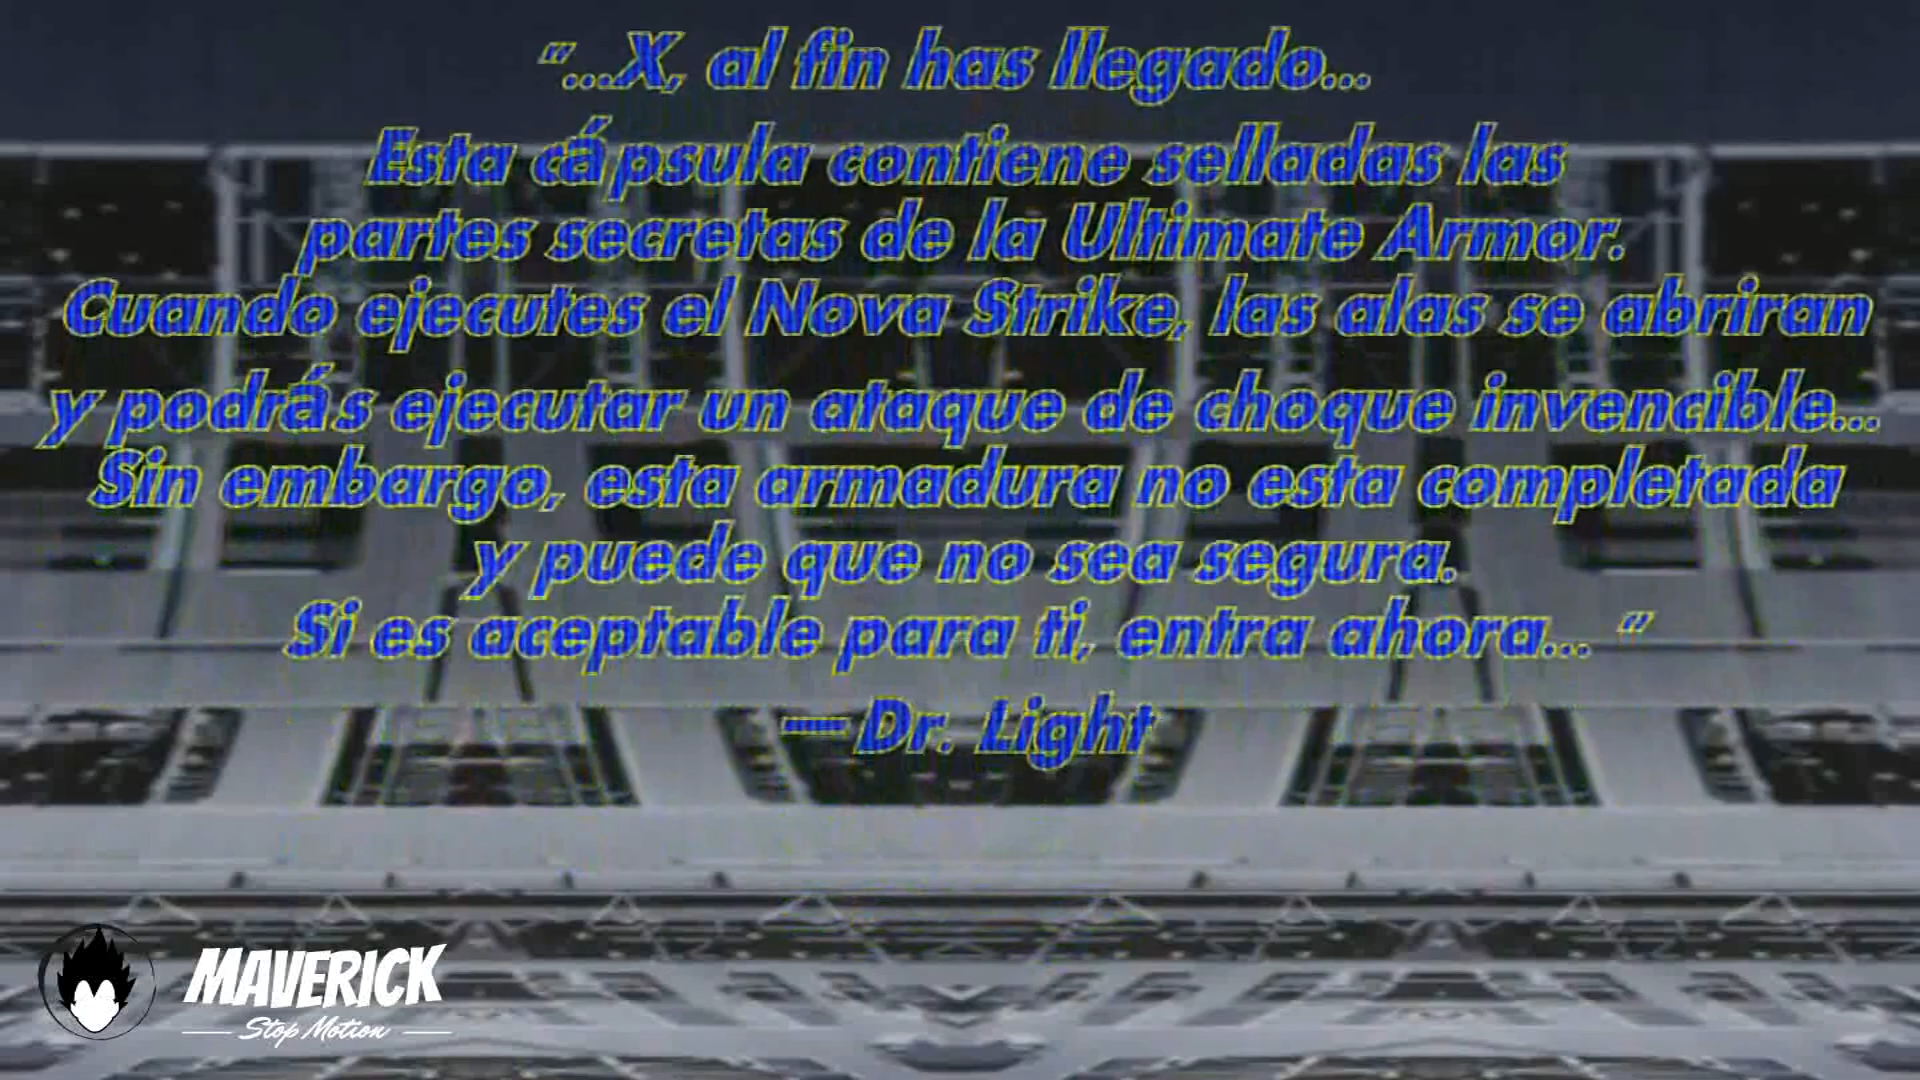 “...X, al fin has llegado...
Esta cápsula contiene selladas las
partes secretas de la Ultimate Armor.
Cuando ejecutes el Nova Strike, las alas se abriran
y podrás ejecutar un ataque de choque invencible...
Sin embargo, esta armadura no esta completada
y puede que no sea segura.
Si es aceptable para ti, entra ahora... “
— Dr. Light
MAVERICK
Stop Motion